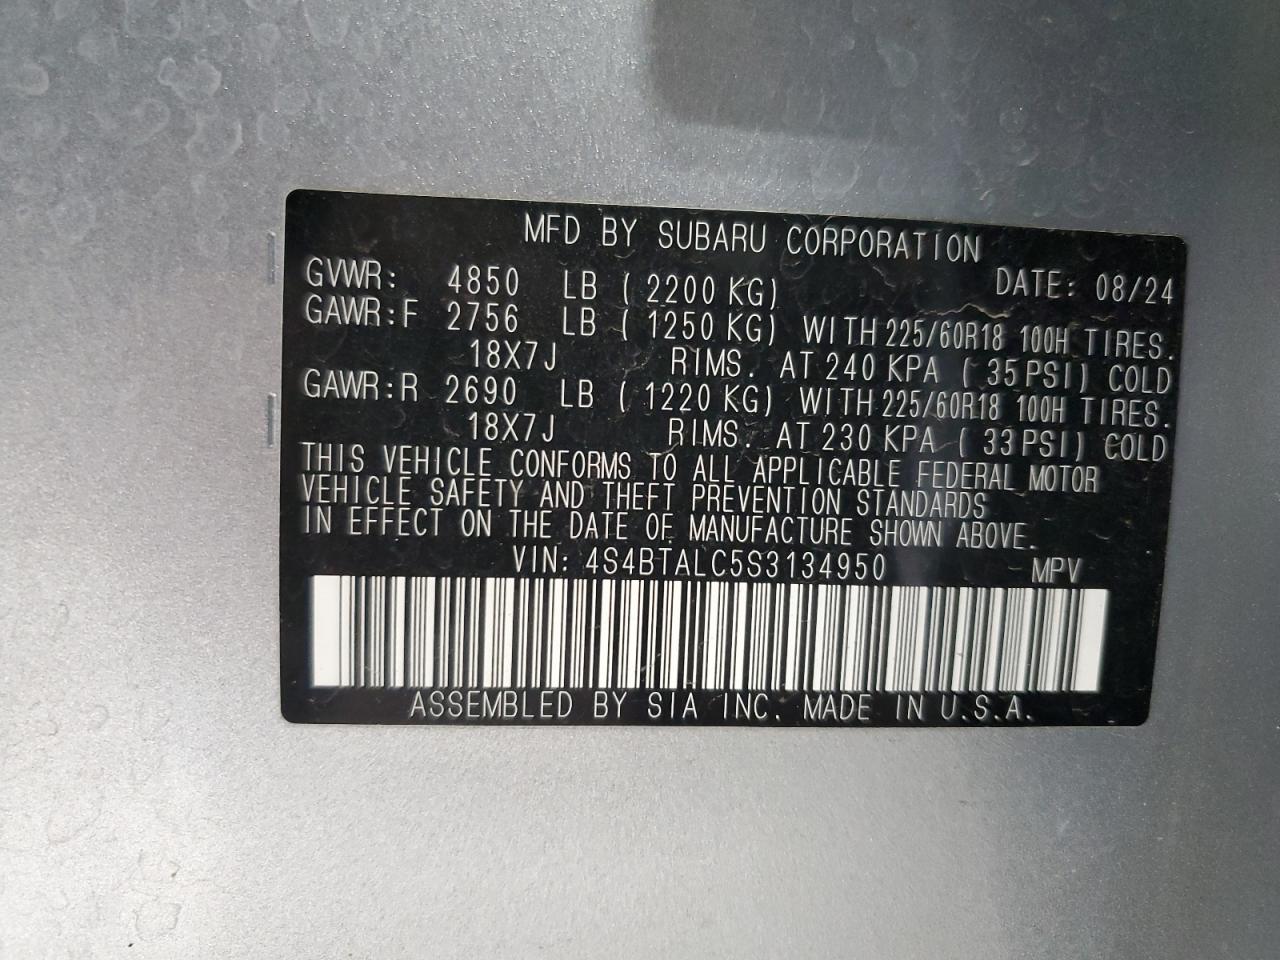 MFD BY SUBARU CORPORATION
GVWR: 4850 LB ( 2200 KG) DATE: 08/24
GAWR:F 2756 LB ( 1250 KG) WITH 225/60R18 100H TIRES.
18X7J RIMS. AT 240 KPA ( 35 PSI) COLD
GAWR:R 2690 LB ( 1220 KG) WITH 225/60R18 100H TIRES.
18X7J RIMS. AT 230 KPA ( 33 PSI) COLD
THIS VEHICLE CONFORMS TO ALL APPLICABLE FEDERAL MOTOR
VEHICLE SAFETY AND THEFT PREVENTION STANDARDS
IN EFFECT ON THE DATE OF MANUFACTURE SHOWN ABOVE.
VIN: 4S4BTALC5S3134950 MPV
ASSEMBLED BY SIA INC. MADE IN U.S.A.